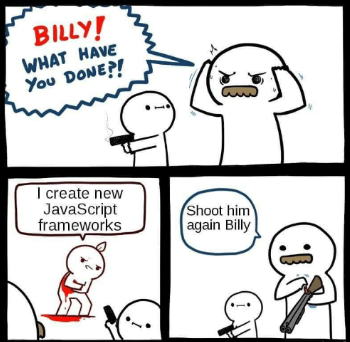 BILLY!
WHAT HAVE
YOU DONE?!
I create new
JavaScript
frameworks
Shoot him
again Billy